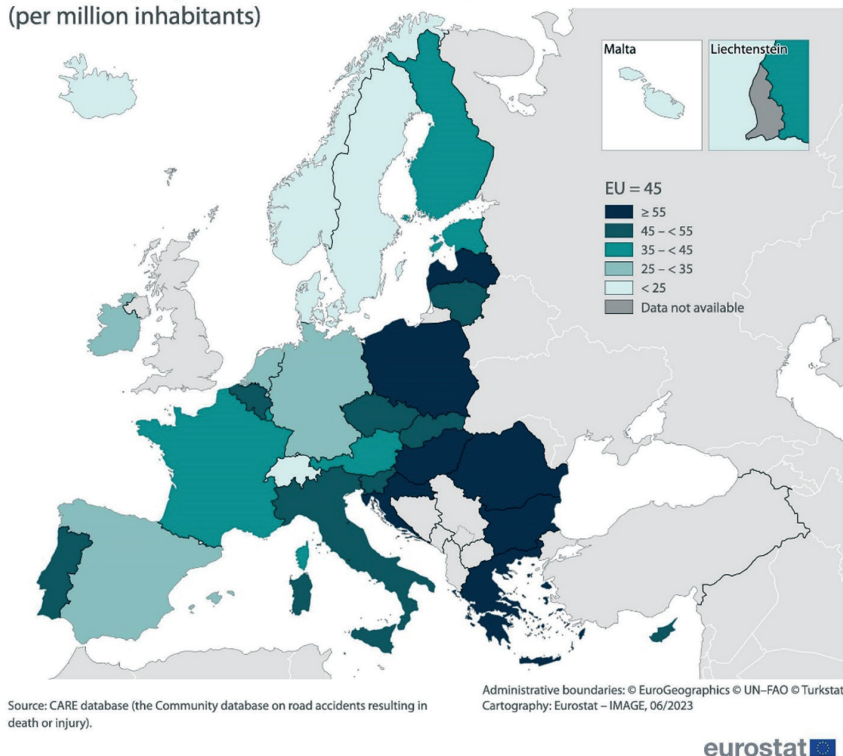 (per million inhabitants)
Malta
Liechtenstein
EU = 45
≥ 55
45 – < 55
35 – < 45
25 – < 35
< 25
Data not available
Source: CARE database (the Community database on road accidents resulting in
death or injury).
Administrative boundaries: © EuroGeographics © UN–FAO © Turkstat
Cartography: Eurostat – IMAGE, 06/2023
eurostat